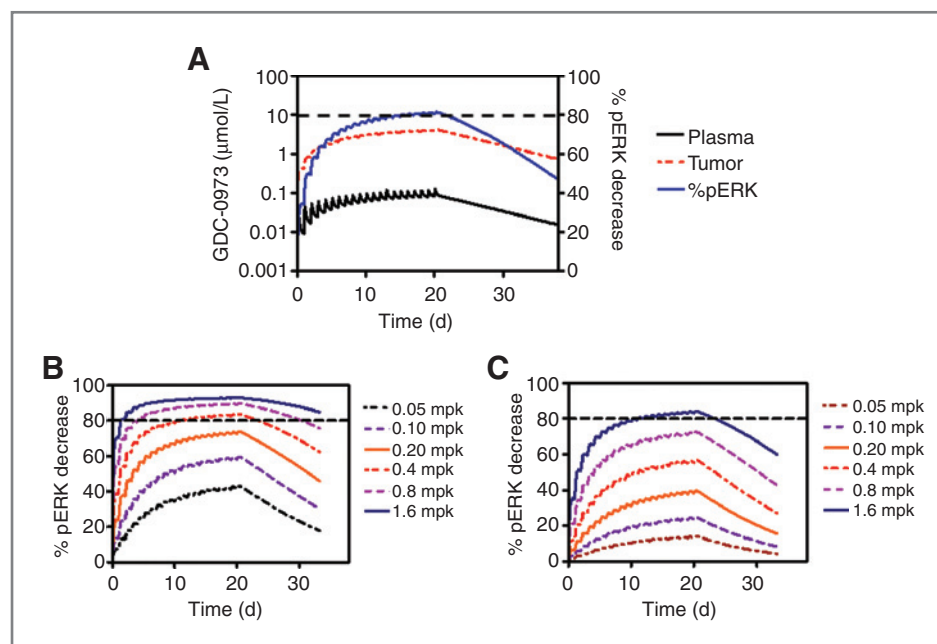 A
GDC-0973 (µmol/L)
100
10
1
0.1
0.01
0.001
100
80
60
40
20
0
% pERK decrease
0 10 20 30
Time (d)
Plasma
Tumor
%pERK
B
% pERK decrease
100
80
60
40
20
0
0 10 20 30
Time (d)
0.05 mpk
0.10 mpk
0.20 mpk
0.4 mpk
0.8 mpk
1.6 mpk
C
% pERK decrease
100
80
60
40
20
0
0 10 20 30
Time (d)
0.05 mpk
0.10 mpk
0.20 mpk
0.4 mpk
0.8 mpk
1.6 mpk